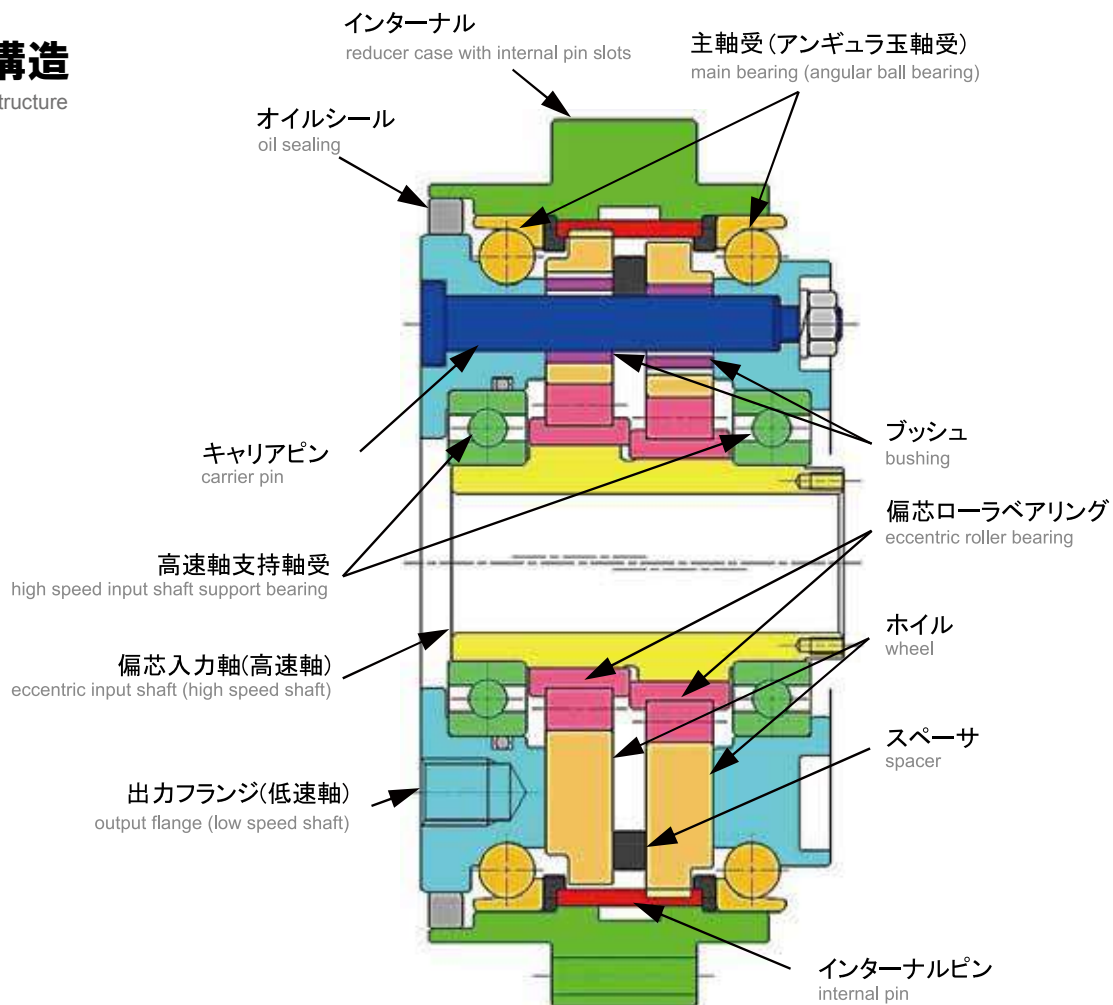 構造
tructure
インターナル
reducer case with internal pin slots
主軸受(アンギュラ玉軸受)
main bearing (angular ball bearing)
オイルシール
oil sealing
キャリアピン
carrier pin
ブッシュ
bushing
偏芯ローラベアリング
eccentric roller bearing
高速軸支持軸受
high speed input shaft support bearing
ホイル
wheel
偏芯入力軸(高速軸)
eccentric input shaft (high speed shaft)
スペーサ
spacer
出力フランジ(低速軸)
output flange (low speed shaft)
インターナルピン
internal pin